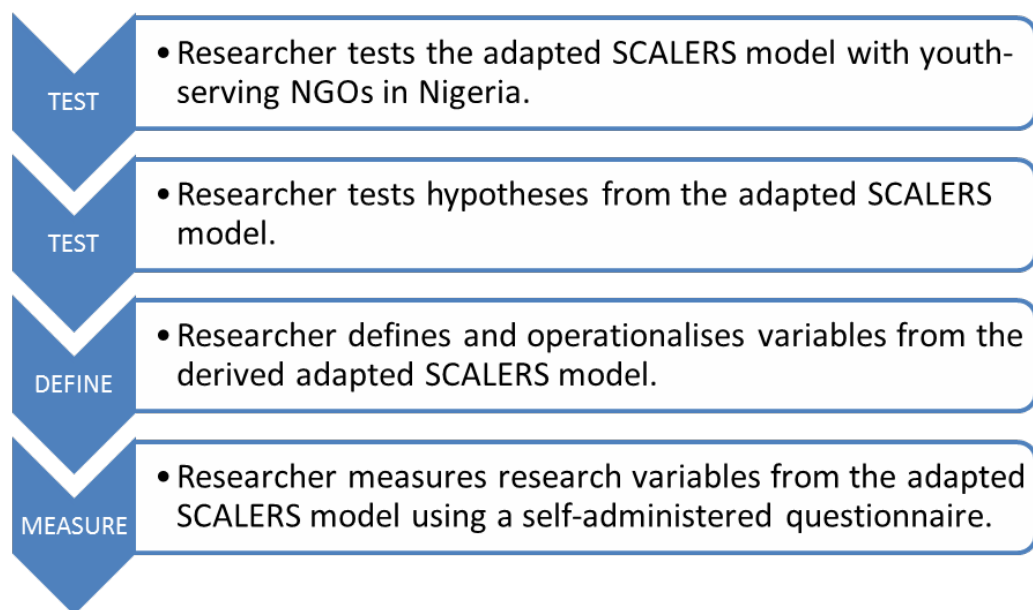 TEST
• Researcher tests the adapted SCALERS model with youth-
serving NGOs in Nigeria.
TEST
• Researcher tests hypotheses from the adapted SCALERS
model.
DEFINE
• Researcher defines and operationalises variables from the
derived adapted SCALERS model.
MEASURE
• Researcher measures research variables from the adapted
SCALERS model using a self-administered questionnaire.